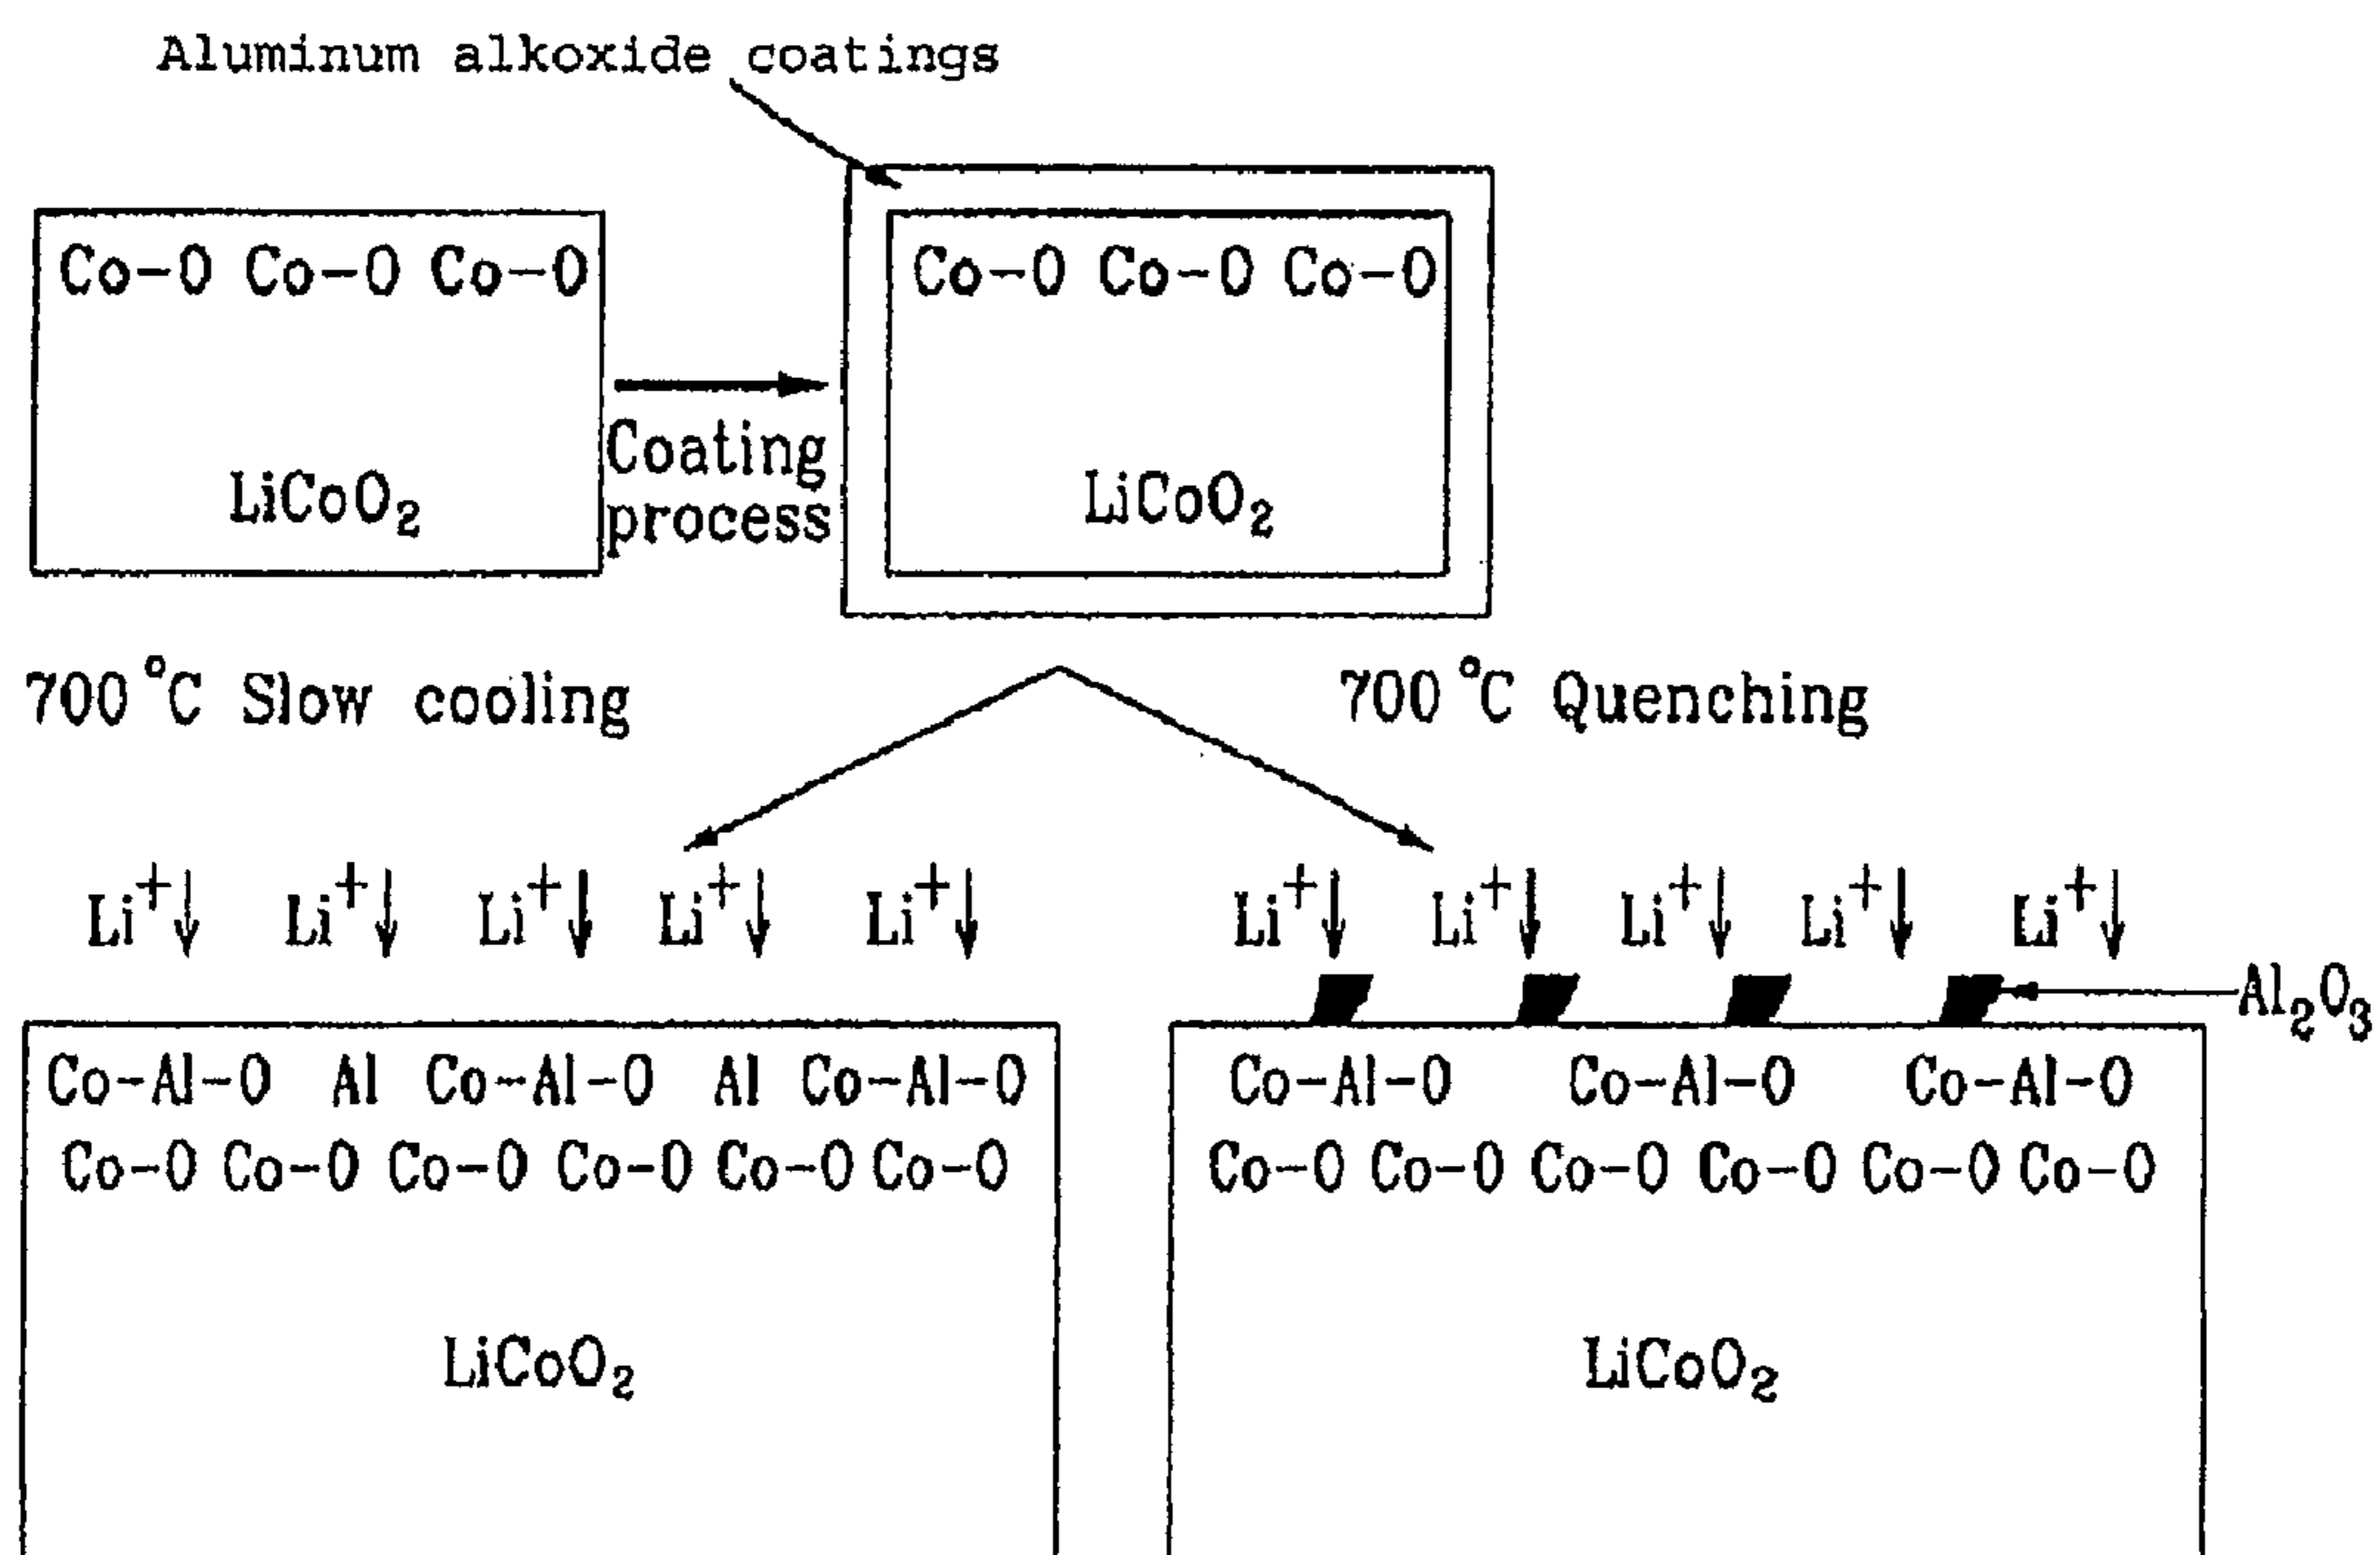 Aluminum alkoxide coatings
Co-O Co-O Co-O
LiCoO₂
Coating
process
Co-O Co-O Co-O
LiCoO₂
700 °C Slow cooling
700 °C Quenching
Li⁺ Li⁺ Li⁺ Li⁺ Li⁺
Li⁺ Li⁺ Li⁺ Li⁺ Li⁺
Al₂O₃
Co-Al-O Al Co-Al-O Al Co-Al-O
Co-O Co-O Co-O Co-O Co-O Co-O
LiCoO₂
Co-Al-O Co-Al-O Co-Al-O
Co-O Co-O Co-O Co-O Co-O Co-O
LiCoO₂